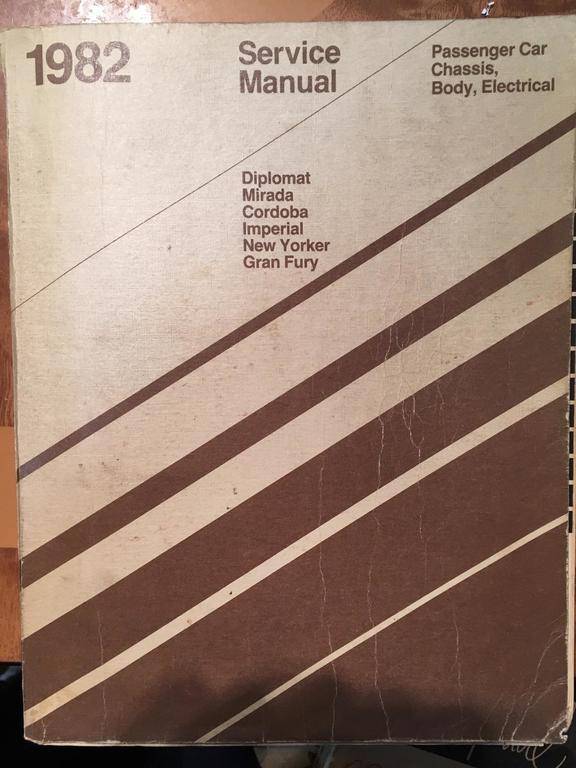 1982
Service
Manual
Passenger Car
Chassis,
Body, Electrical
Diplomat
Mirada
Cordoba
Imperial
New Yorker
Gran Fury